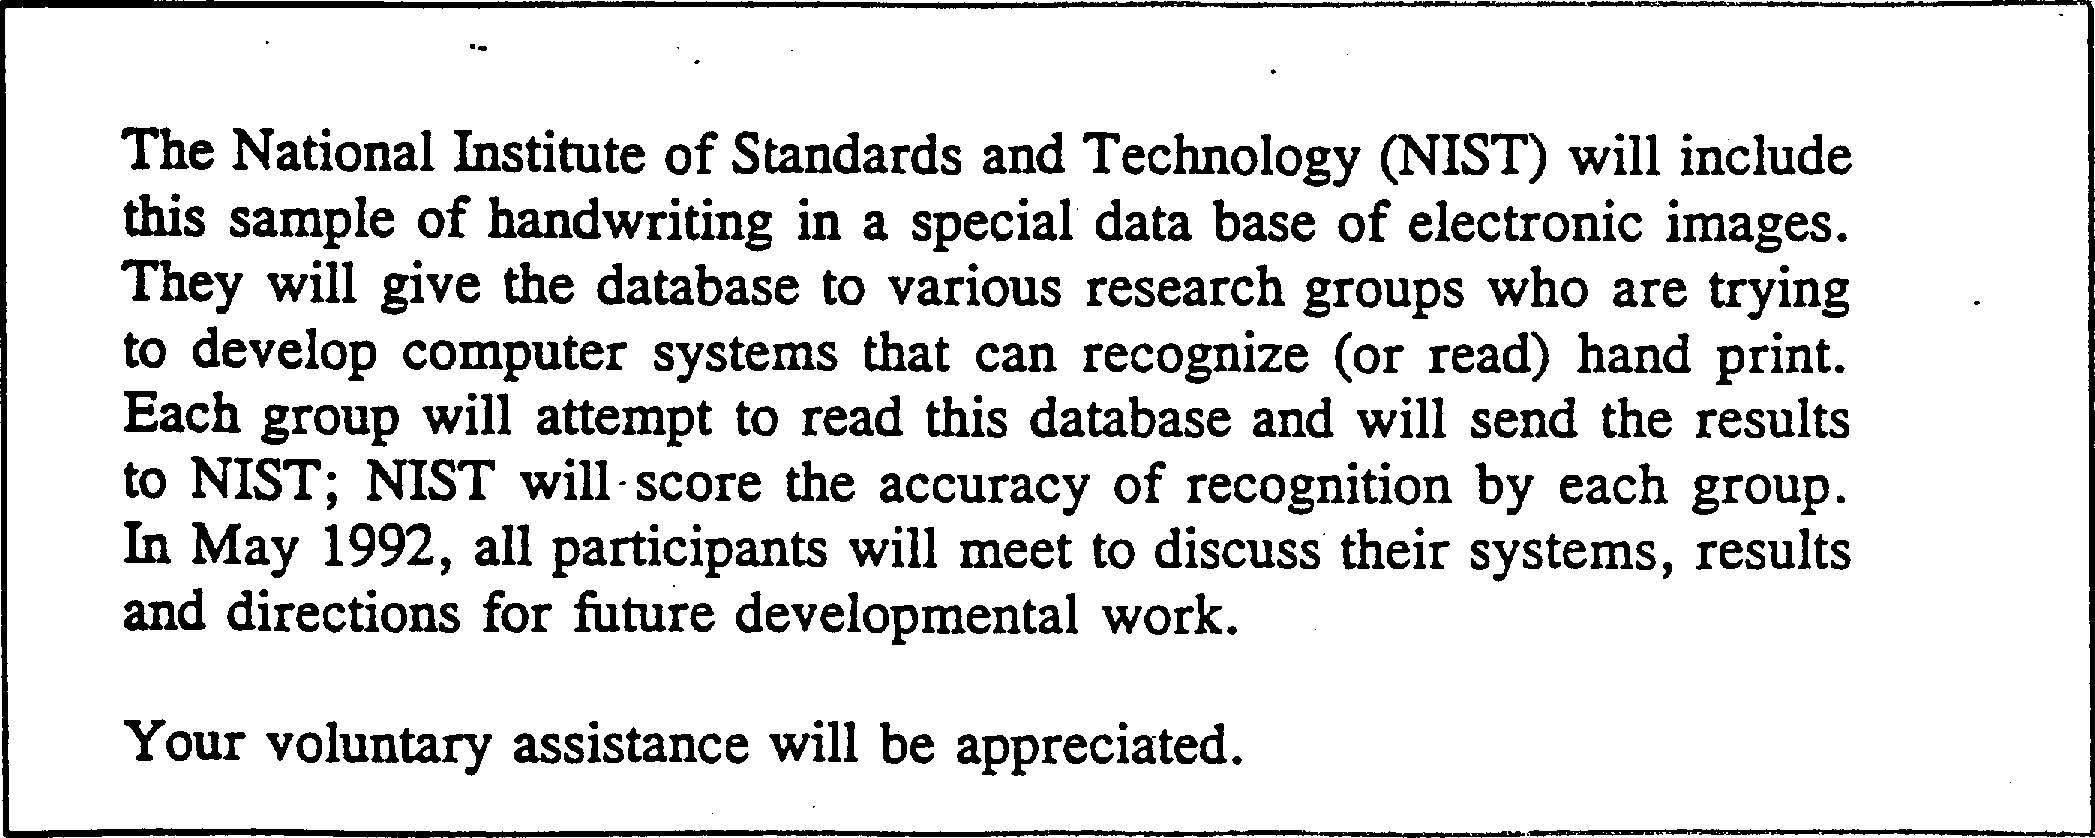 The National Institute of Standards and Technology (NIST) will include
this sample of handwriting in a special data base of electronic images.
They will give the database to various research groups who are trying
to develop computer systems that can recognize (or read) hand print.
Each group will attempt to read this database and will send the results
to NIST; NIST will score the accuracy of recognition by each group.
In May 1992, all participants will meet to discuss their systems, results
and directions for future developmental work.
Your voluntary assistance will be appreciated.